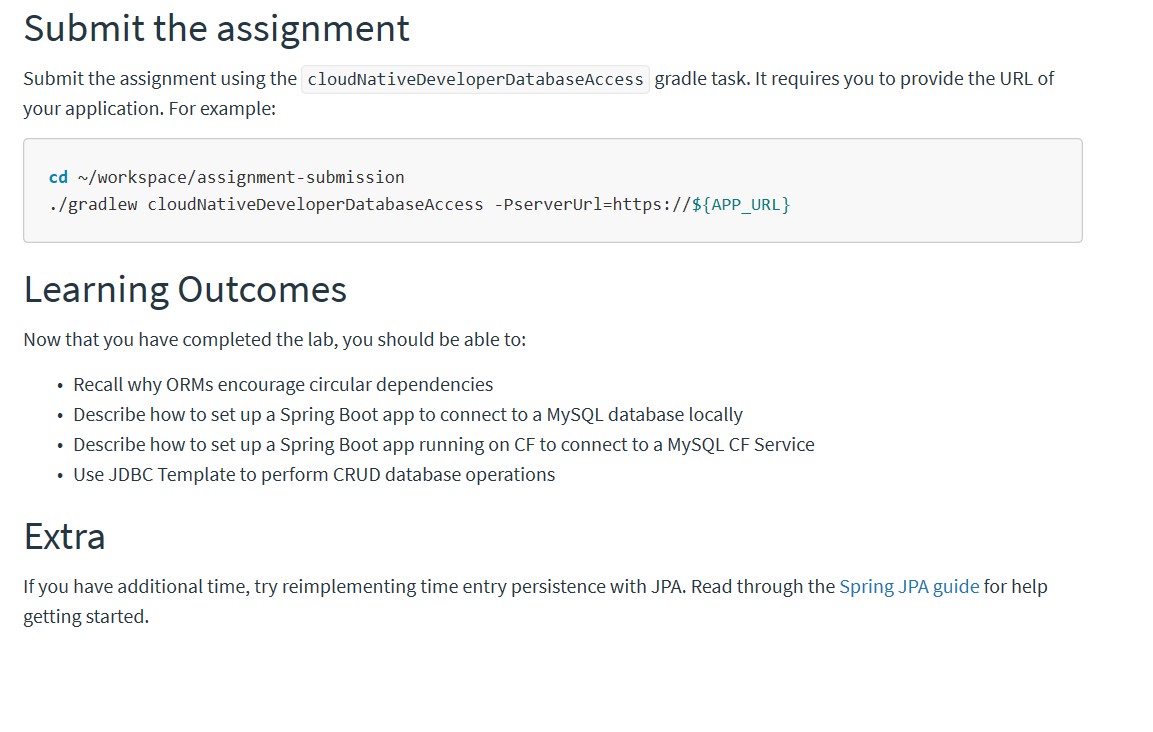 Submit the assignment
Submit the assignment using the cloudNativeDeveloperDatabaseAccess gradle task. It requires you to provide the URL of
your application. For example:
cd ~/workspace/assignment-submission
./gradlew cloudNativeDeveloperDatabaseAccess -PserverUrl=https://${APP_URL}
Learning Outcomes
Now that you have completed the lab, you should be able to:
• Recall why ORMs encourage circular dependencies
• Describe how to set up a Spring Boot app to connect to a MySQL database locally
• Describe how to set up a Spring Boot app running on CF to connect to a MySQL CF Service
• Use JDBC Template to perform CRUD database operations
Extra
If you have additional time, try reimplementing time entry persistence with JPA. Read through the Spring JPA guide for help
getting started.